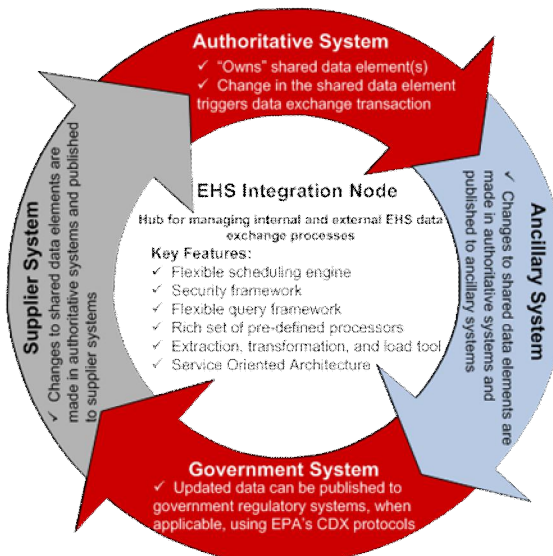 Authoritative System
✓ “Owns” shared data element(s)
✓ Change in the shared data element
triggers data exchange transaction
Ancillary System
✓ Changes to shared data elements are
made in authoritative systems and
published to ancillary systems
EHS Integration Node
Hub for managing internal and external EHS data
exchange processes
Key Features:
✓ Flexible scheduling engine
✓ Security framework
✓ Flexible query framework
✓ Rich set of pre-defined processors
✓ Extraction, transformation, and load tool
✓ Service Oriented Architecture
Government System
✓ Updated data can be published to
government regulatory systems, when
applicable, using EPA’s CDX protocols
Supplier System
✓ Changes to shared data elements are
made in authoritative systems and published
to supplier systems